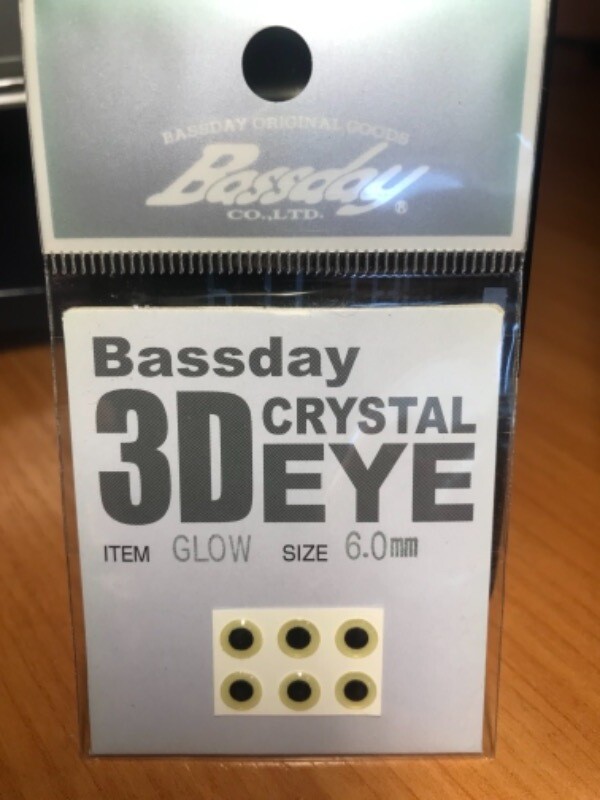 BASSDAY ORIGINAL GOODS
Bassday®
CO.,LTD.
Bassday
3D CRYSTAL
EYE
ITEM GLOW SIZE 6.0mm